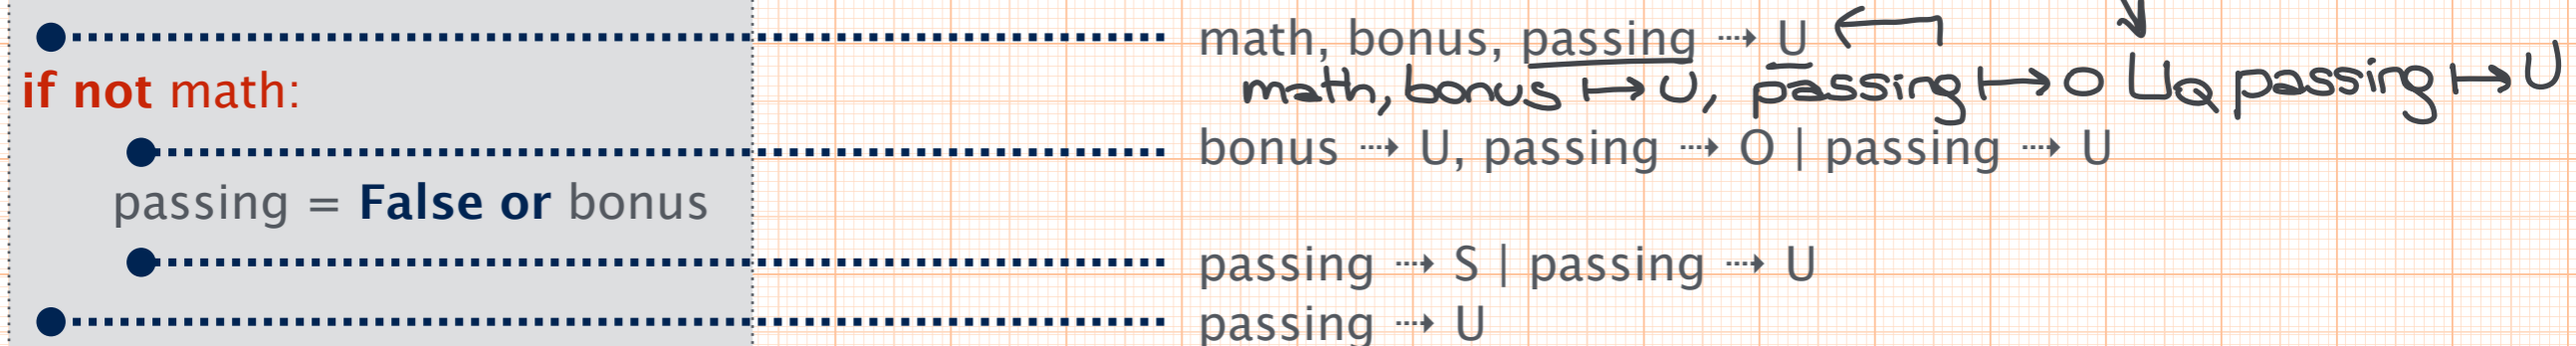 math, bonus, passing ⇢ U
if not math:
math, bonus ↦ U, passing ↦ O ⊔Q passing ↦ U
bonus ⇢ U, passing ⇢ O | passing ⇢ U
passing = False or bonus
passing ⇢ S | passing ⇢ U
passing ⇢ U